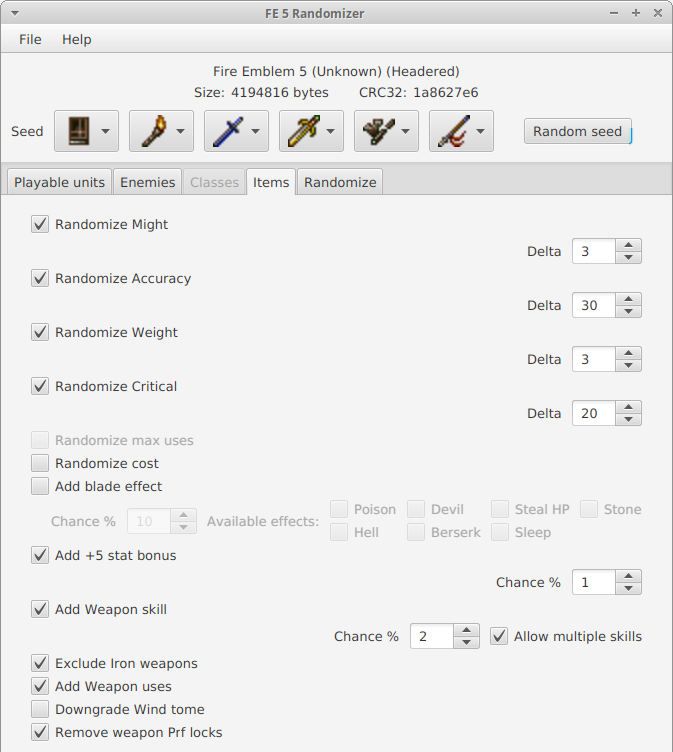 FE 5 Randomizer
File Help
Fire Emblem 5 (Unknown) (Headered)
Size: 4194816 bytes CRC32: 1a8627e6
Seed Random seed
Playable units Enemies Classes Items Randomize
Randomize Might
Delta 3
Randomize Accuracy
Delta 30
Randomize Weight
Delta 3
Randomize Critical
Delta 20
Randomize max uses
Randomize cost
Add blade effect
Chance % 10 Available effects: Poison Devil Steal HP Stone
Hell Berserk Sleep
Add +5 stat bonus
Chance % 1
Add Weapon skill
Chance % 2 Allow multiple skills
Exclude Iron weapons
Add Weapon uses
Downgrade Wind tome
Remove weapon Prf locks